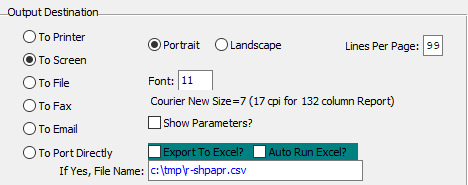 Output Destination
To Printer
Portrait Landscape Lines Per Page: 99
To Screen
To File Font: 11
To Fax Courier New Size=7 (17 cpi for 132 column Report)
To Email Show Parameters?
To Port Directly Export To Excel? Auto Run Excel?
If Yes, File Name: c:\tmp\r-shpapr.csv